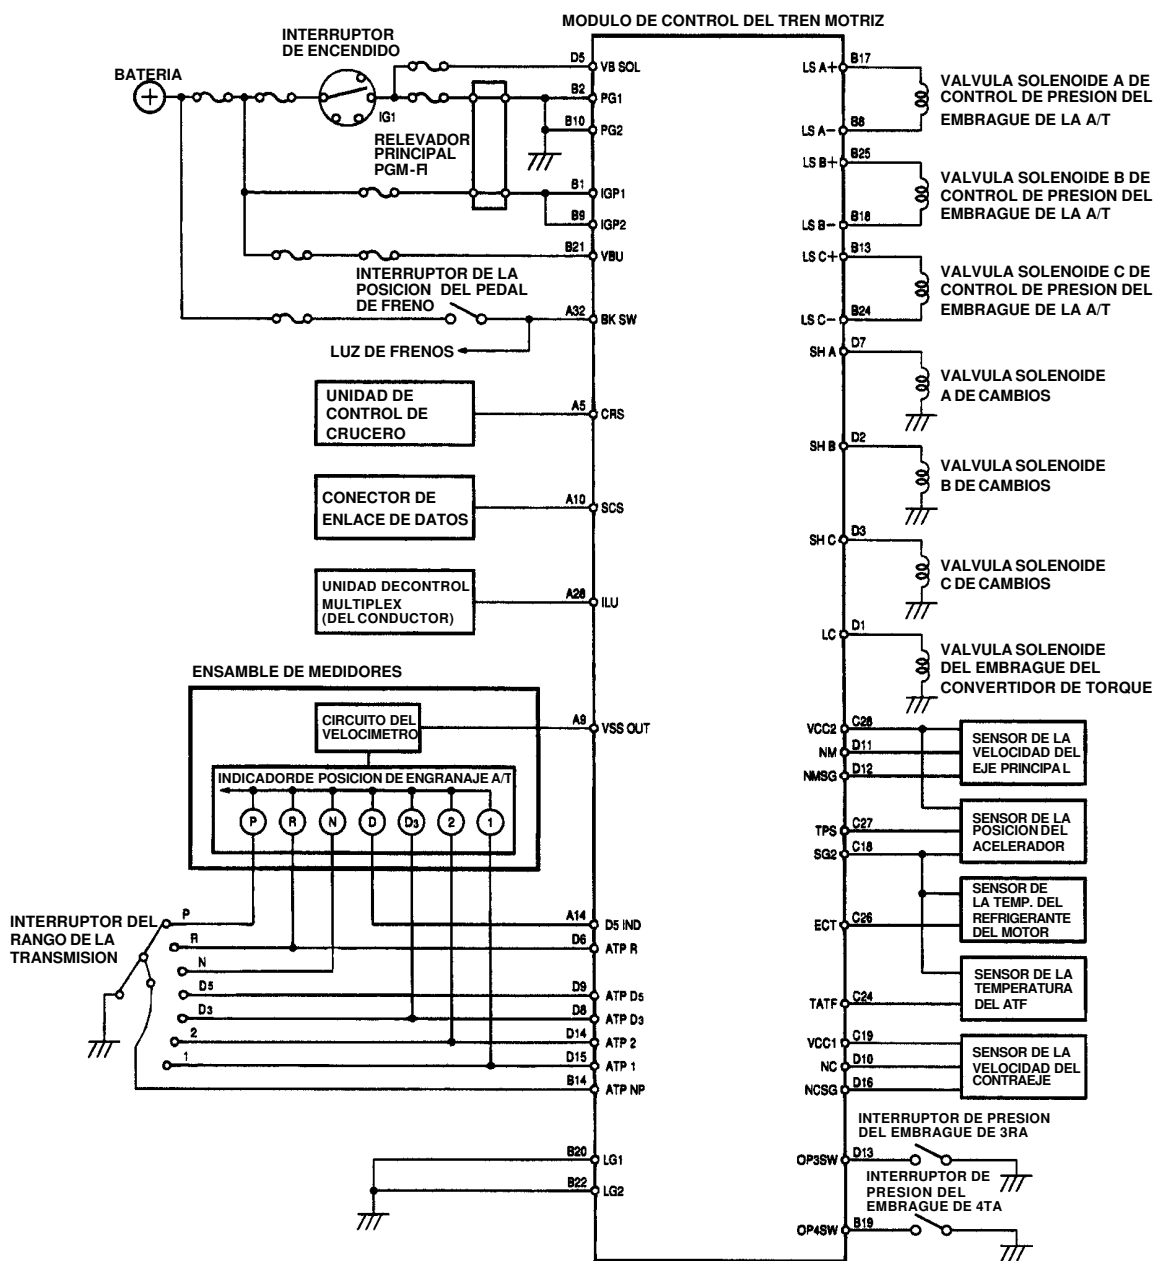 MODULO DE CONTROL DEL TREN MOTRIZ
INTERRUPTOR
DE ENCENDIDO
BATERIA
IG1
RELEVADOR
PRINCIPAL
PGM-FI
D5
VB SOL
B2
PG1
B10
PG2
B1
IGP1
B9
IGP2
B21
VBU
INTERRUPTOR DE LA
POSICION DEL PEDAL
DE FRENO
A32
BK SW
LUZ DE FRENOS
UNIDAD DE
CONTROL DE
CRUCERO
A5
CRS
CONECTOR DE
ENLACE DE DATOS
A10
SCS
UNIDAD DECONTROL
MULTIPLEX
(DEL CONDUCTOR)
A28
ILU
ENSAMBLE DE MEDIDORES
CIRCUITO DEL
VELOCIMETRO
A9
VSS OUT
INDICADORDE POSICION DE ENGRANAJE A/T
P
R
N
D
D3
2
1
INTERRUPTOR DEL
RANGO DE LA
TRANSMISION
P
R
N
D5
D3
2
1
A14
D5 IND
D6
ATP R
D9
ATP D5
D8
ATP D3
D14
ATP 2
D15
ATP 1
B14
ATP NP
B20
LG1
B22
LG2
LS A+
B17
LS A−
B8
VALVULA SOLENOIDE A DE
CONTROL DE PRESION DEL
EMBRAGUE DE LA A/T
LS B+
B25
LS B−
B18
VALVULA SOLENOIDE B DE
CONTROL DE PRESION DEL
EMBRAGUE DE LA A/T
LS C+
B13
LS C−
B24
VALVULA SOLENOIDE C DE
CONTROL DE PRESION DEL
EMBRAGUE DE LA A/T
SH A
D7
VALVULA SOLENOIDE
A DE CAMBIOS
SH B
D2
VALVULA SOLENOIDE
B DE CAMBIOS
SH C
D3
VALVULA SOLENOIDE
C DE CAMBIOS
LC
D1
VALVULA SOLENOIDE
DEL EMBRAGUE DEL
CONVERTIDOR DE TORQUE
VCC2
C28
NM
D11
NMSG
D12
SENSOR DE LA
VELOCIDAD DEL
EJE PRINCIPAL
TPS
C27
SG2
C18
SENSOR DE LA
POSICION DEL
ACELERADOR
ECT
C26
SENSOR DE
LA TEMP. DEL
REFRIGERANTE
DEL MOTOR
TATF
C24
SENSOR DE LA
TEMPERATURA
DEL ATF
VCC1
C19
NC
D10
NCSG
D16
SENSOR DE LA
VELOCIDAD DEL
CONTRAEJE
INTERRUPTOR DE PRESION
DEL EMBRAGUE DE 3RA
OP3SW
D13
INTERRUPTOR DE
PRESION DEL
EMBRAGUE DE 4TA
OP4SW
B19